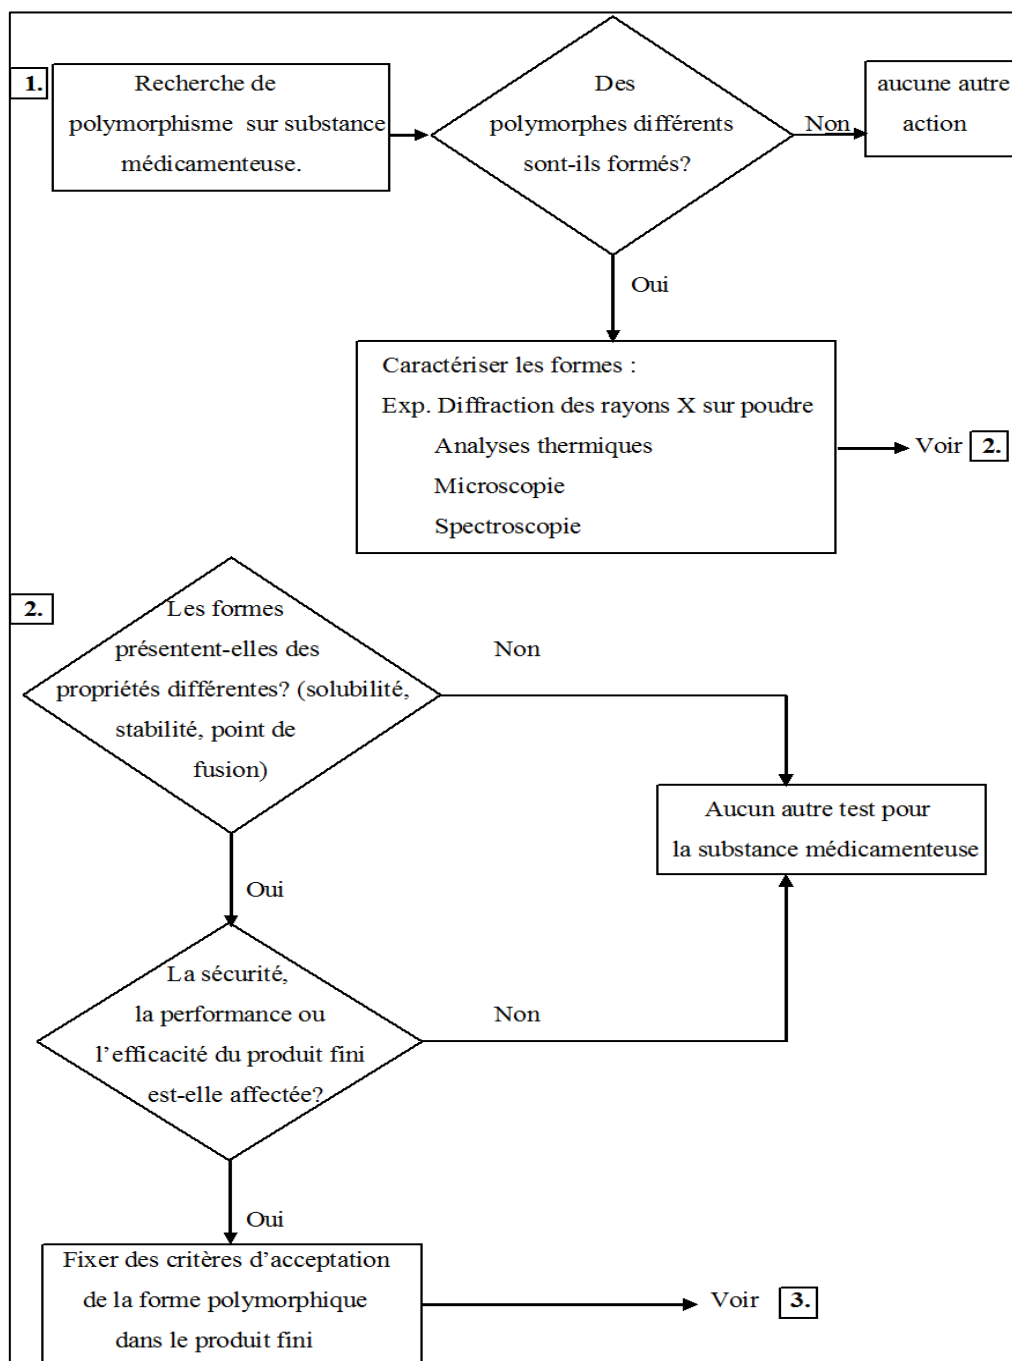 1.
Recherche de
polymorphisme sur substance
médicamenteuse.
Des
polymorphes différents
sont-ils formés?
Non
aucune autre
action
Oui
Caractériser les formes :
Exp. Diffraction des rayons X sur poudre
Analyses thermiques
Microscopie
Spectroscopie
Voir 2.
2.
Les formes
présentent-elles des
propriétés différentes? (solubilité,
stabilité, point de
fusion)
Non
Aucun autre test pour
la substance médicamenteuse
Oui
La sécurité,
la performance ou
l’efficacité du produit fini
est-elle affectée?
Non
Oui
Fixer des critères d’acceptation
de la forme polymorphique
dans le produit fini
Voir 3.